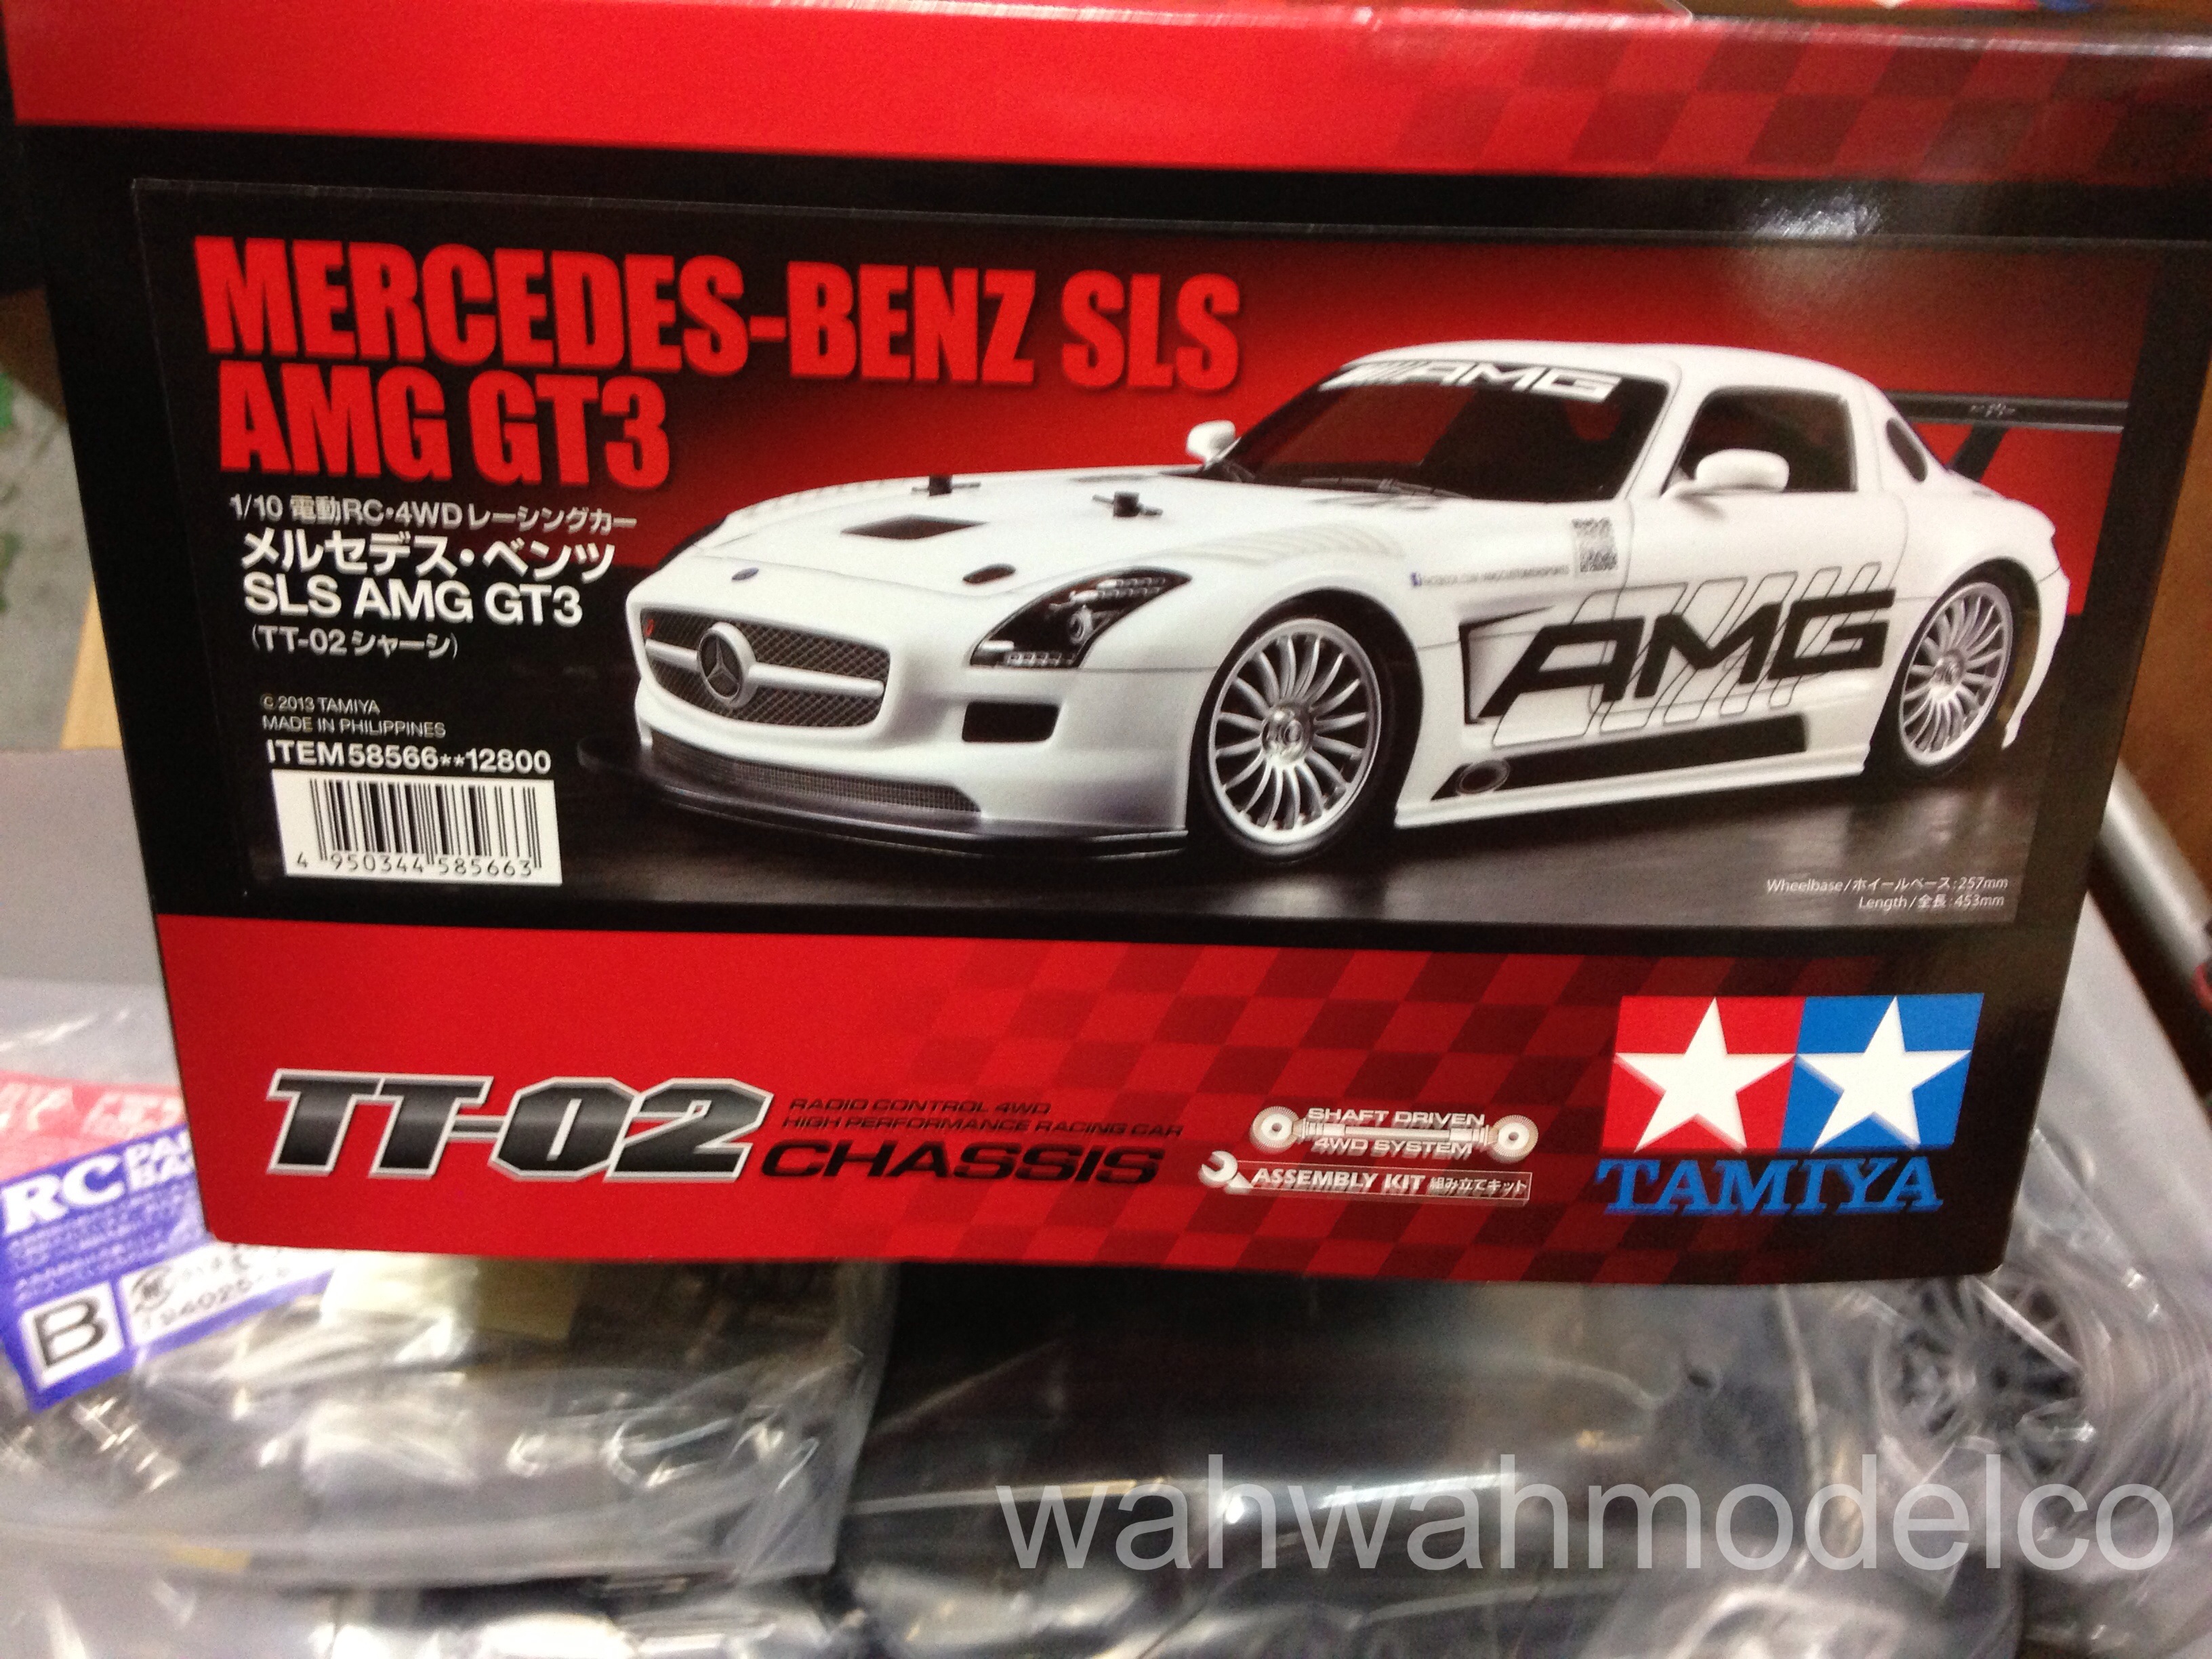 MERCEDES-BENZ SLS
AMG GT3
1/10 電動RC・4WDレーシングカー
メルセデス・ベンツ
SLS AMG GT3
(TT-02シャーシ)
© 2013 TAMIYA
MADE IN PHILIPPINES
ITEM 58566**12800
4 950344 585663
AMG
AMG
Wheelbase/ホイールベース:257mm
Length/全長:453mm
TT-02
RADIO CONTROL 4WD
HIGH PERFORMANCE RACING CAR
CHASSIS
SHAFT DRIVEN
4WD SYSTEM
ASSEMBLY KIT 組み立てキット
TAMIYA
RC
B
wahwahmodelco